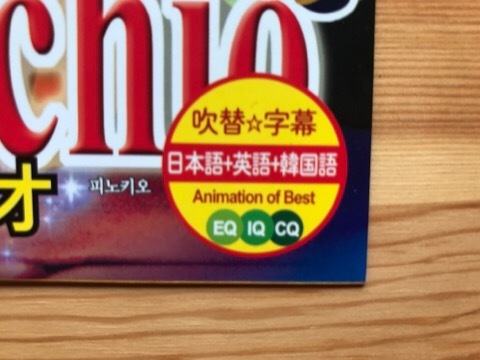 chio
吹替☆字幕
日本語+英語+韓国語
Animation of Best
EQ IQ CQ
オ
피노키오